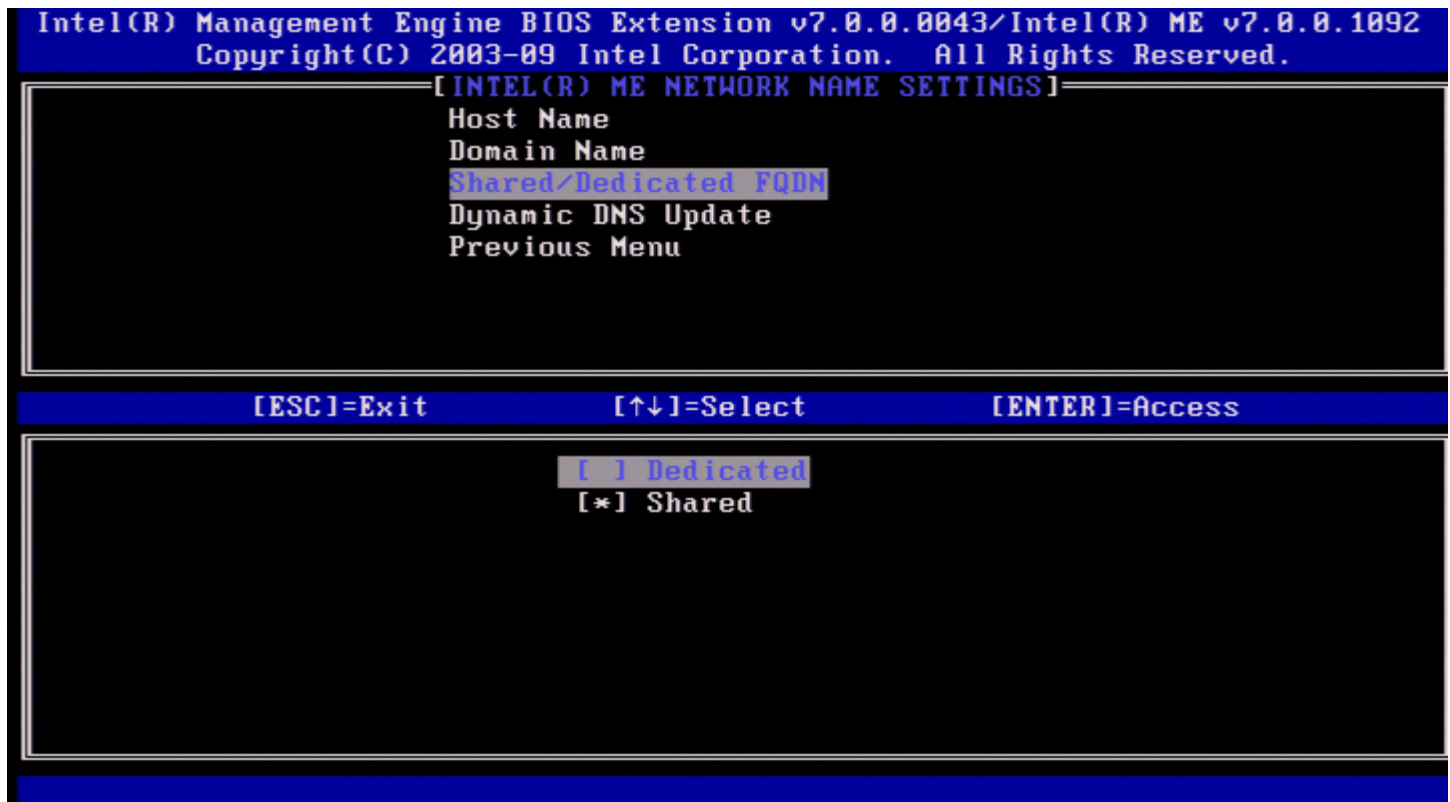 Intel(R) Management Engine BIOS Extension v7.0.0.0043/Intel(R) ME v7.0.0.1092
Copyright(C) 2003-09 Intel Corporation. All Rights Reserved.
[INTEL(R) ME NETWORK NAME SETTINGS]
Host Name
Domain Name
Shared/Dedicated FQDN
Dynamic DNS Update
Previous Menu
[ESC]=Exit [↑↓]=Select [ENTER]=Access
[ ] Dedicated
[*] Shared